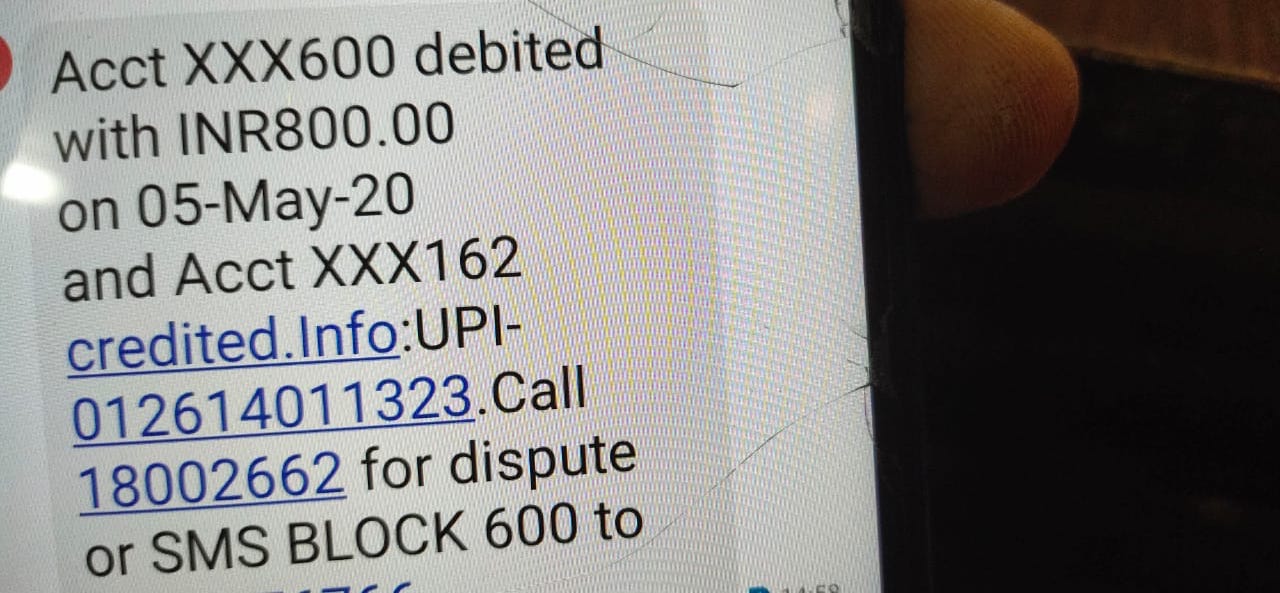 Acct XXX600 debited
with INR800.00
on 05-May-20
and Acct XXX162
credited.Info:UPI-
012614011323.Call
18002662 for dispute
or SMS BLOCK 600 to